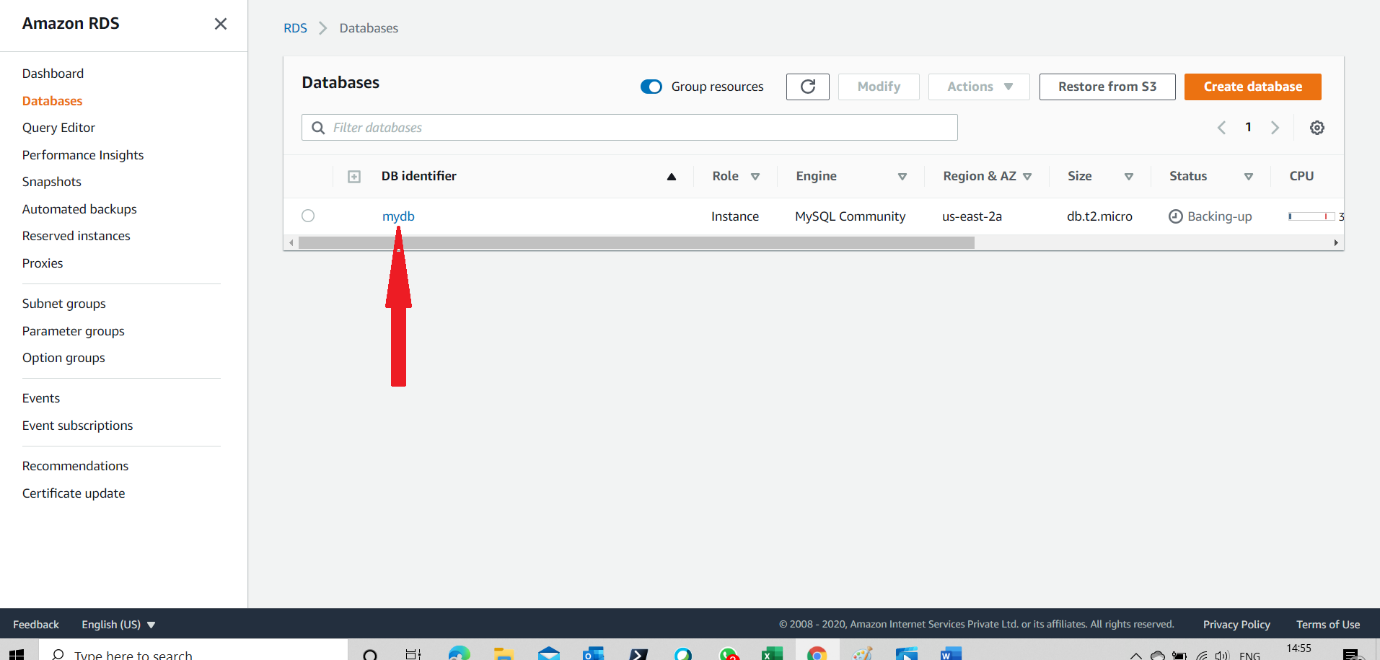 Amazon RDS
Dashboard
Databases
Query Editor
Performance Insights
Snapshots
Automated backups
Reserved instances
Proxies
Subnet groups
Parameter groups
Option groups
Events
Event subscriptions
Recommendations
Certificate update
RDS > Databases
Databases
Group resources
Modify
Actions
Restore from S3
Create database
Filter databases
1
DB identifier Role Engine Region & AZ Size Status CPU
mydb Instance MySQL Community us-east-2a db.t2.micro Backing-up 3
Feedback English (US) © 2008 - 2020, Amazon Internet Services Private Ltd. or its affiliates. All rights reserved. Privacy Policy Terms of Use
Type here to search
ENG
14:55